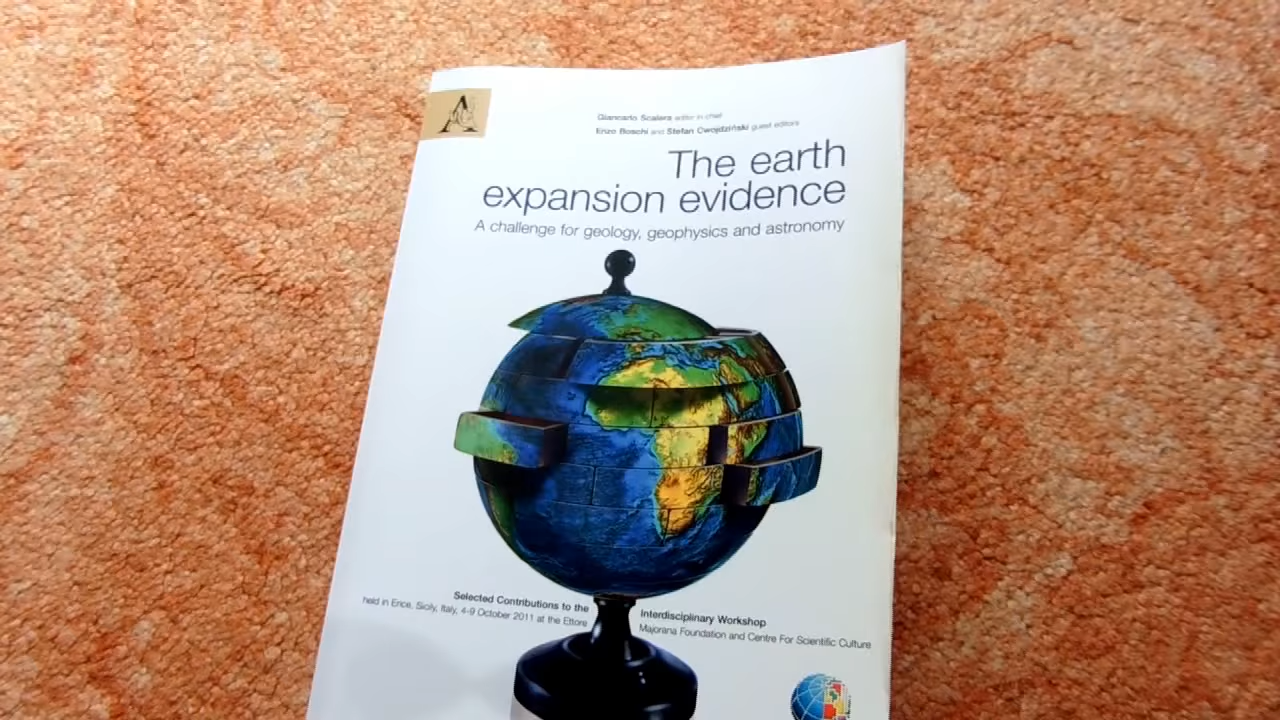 Giancarlo Scalera editor in chief
Enzo Boschi and Stefan Cwojdziński guest editors
The earth
expansion evidence
A challenge for geology, geophysics and astronomy
Selected Contributions to the Interdisciplinary Workshop
held in Erice, Sicily, Italy, 4-9 October 2011 at the Ettore Majorana Foundation and Centre For Scientific Culture